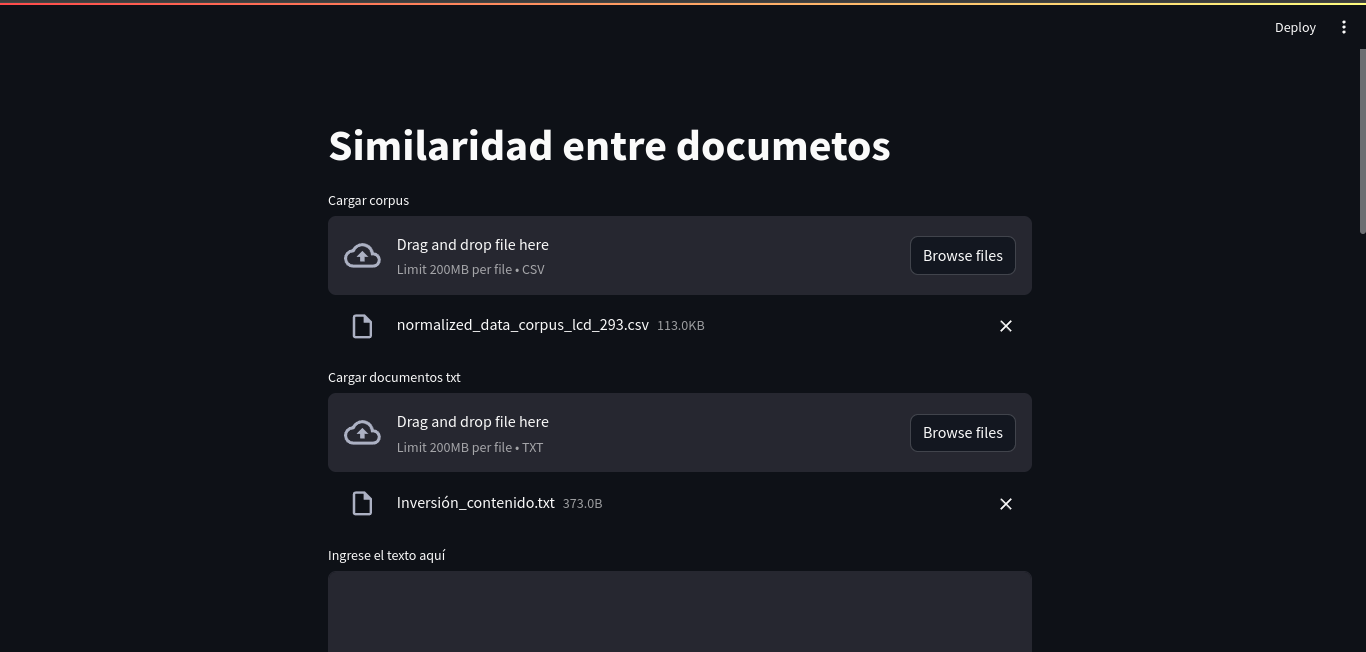 Deploy
Similaridad entre documetos
Cargar corpus
Drag and drop file here
Limit 200MB per file • CSV
Browse files
normalized_data_corpus_lcd_293.csv 113.0KB
Cargar documentos txt
Drag and drop file here
Limit 200MB per file • TXT
Browse files
Inversión_contenido.txt 373.0B
Ingrese el texto aquí